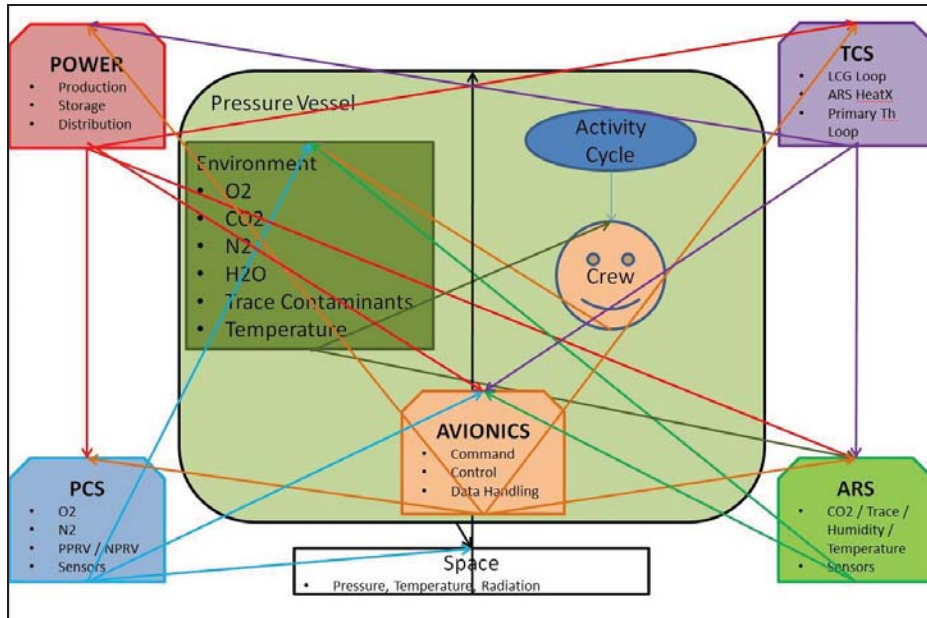 POWER
• Production
• Storage
• Distribution
TCS
• LCG Loop
• ARS HeatX
• Primary Th
Loop
Pressure Vessel
Activity
Cycle
Environment
• O2
• CO2
• N2
• H2O
• Trace Contaminants
• Temperature
Crew
AVIONICS
• Command
• Control
• Data Handling
PCS
• O2
• N2
• PPRV / NPRV
• Sensors
ARS
• CO2 / Trace /
Humidity /
Temperature
• Sensors
Space
• Pressure, Temperature, Radiation